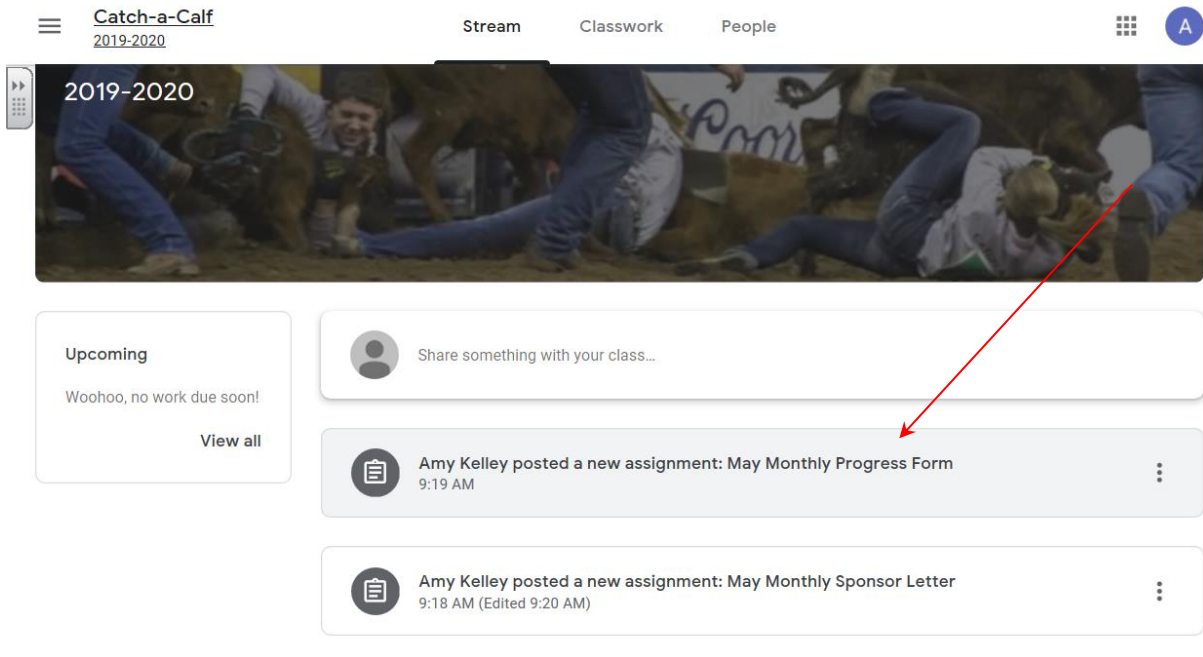 Catch-a-Calf
2019-2020
Stream
Classwork
People
A
2019-2020
Coors
Upcoming
Woohoo, no work due soon!
View all
Share something with your class...
Amy Kelley posted a new assignment: May Monthly Progress Form
9:19 AM
Amy Kelley posted a new assignment: May Monthly Sponsor Letter
9:18 AM (Edited 9:20 AM)